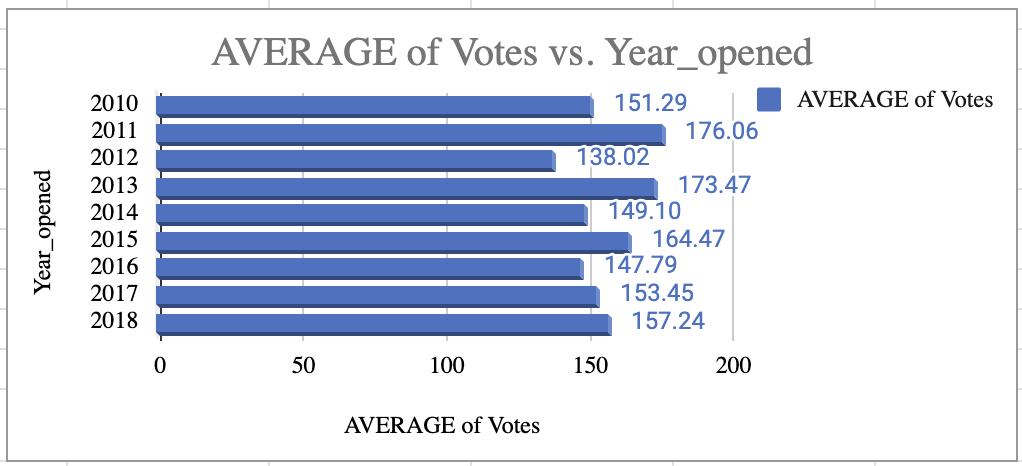 AVERAGE of Votes vs. Year_opened
AVERAGE of Votes
Year_opened
2010 151.29
2011 176.06
2012 138.02
2013 173.47
2014 149.10
2015 164.47
2016 147.79
2017 153.45
2018 157.24
0 50 100 150 200
AVERAGE of Votes